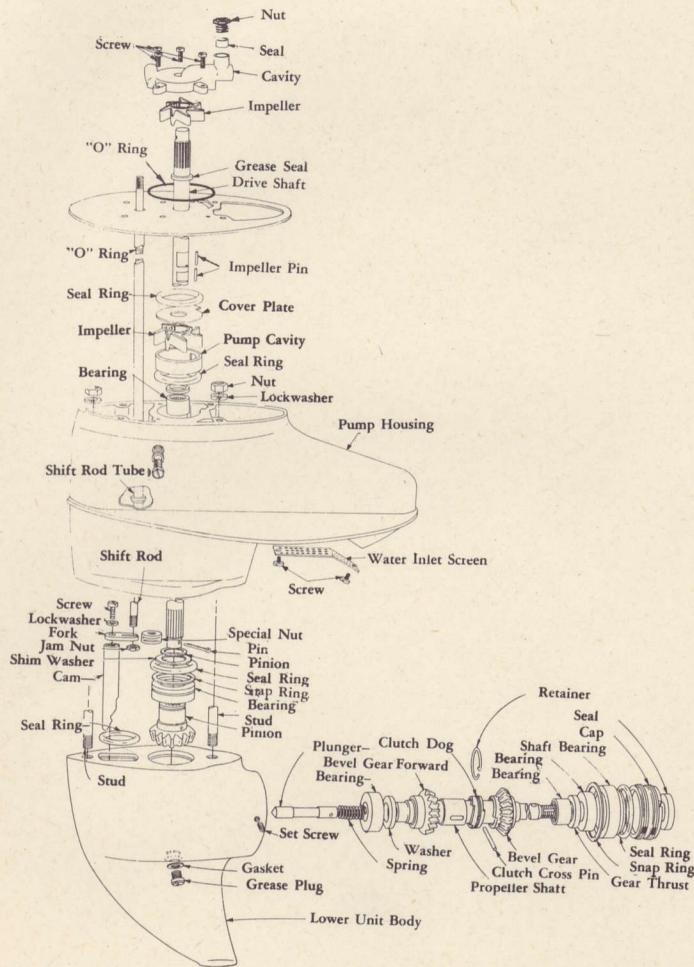 Nut
Screw
Seal
Cavity
Impeller
"O" Ring
Grease Seal
Drive Shaft
"O" Ring
Impeller Pin
Seal Ring
Cover Plate
Impeller
Pump Cavity
Seal Ring
Bearing
Nut
Lockwasher
Pump Housing
Shift Rod Tube
Shift Rod
Water Inlet Screen
Screw
Screw
Lockwasher
Fork
Jam Nut
Shim Washer
Cam
Special Nut
Pin
Pinion
Seal Ring
Snap Ring
Bearing
Stud
Pinion
Seal Ring
Stud
Retainer
Seal
Cap
Shaft Bearing
Bearing
Bearing
Plunger
Clutch Dog
Bevel Gear Forward
Bearing
Set Screw
Washer
Spring
Bevel Gear
Clutch Cross Pin
Propeller Shaft
Seal Ring
Snap Ring
Gear Thrust
Gasket
Grease Plug
Lower Unit Body